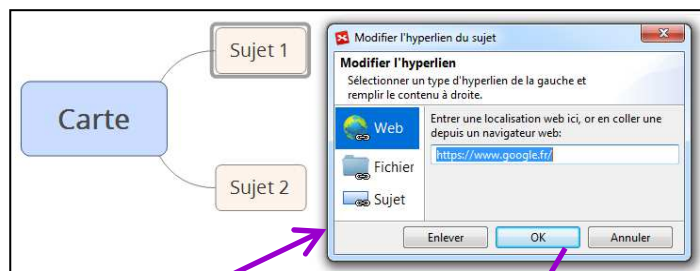 Sujet 1
Carte
Sujet 2
Modifier l'hyperlien du sujet
Modifier l'hyperlien
Sélectionner un type d'hyperlien de la gauche et
remplir le contenu à droite.
Web
Fichier
Sujet
Entrer une localisation web ici, or en coller une
depuis un navigateur web:
https://www.google.fr/
Enlever
OK
Annuler